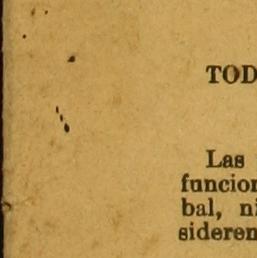 TOD
Las
funcion
bal, ni
sideren